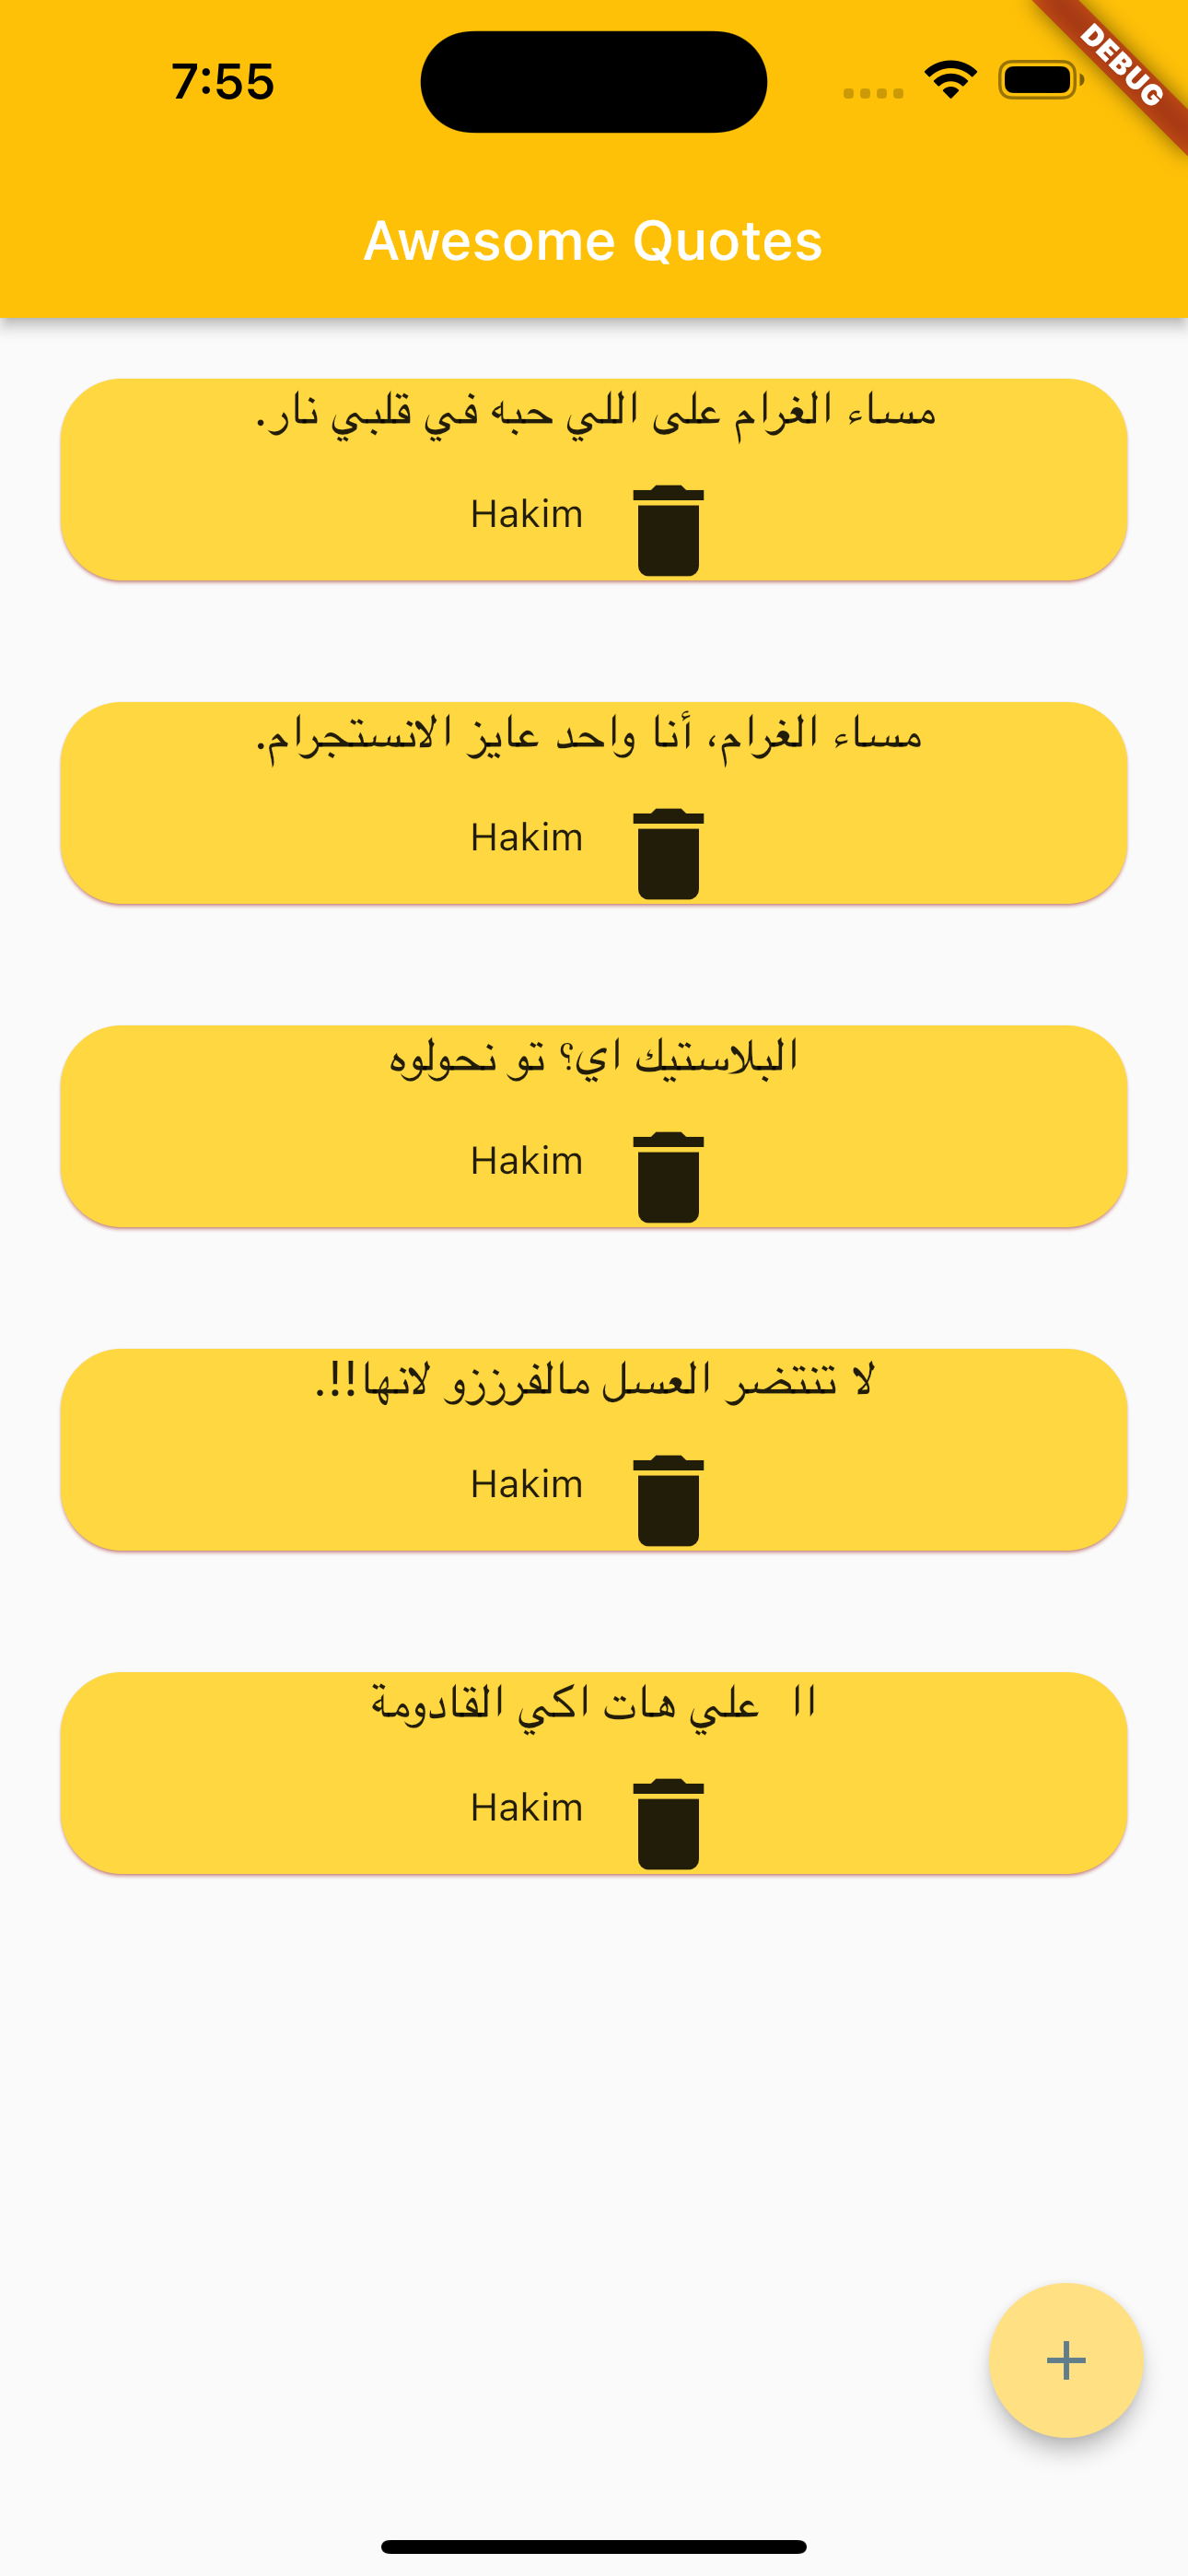 7:55
DEBUG
Awesome Quotes
مساء الغرام على اللي حبه في قلبي نار.
Hakim
مساء الغرام، أنا واحد عايز الانستجرام.
Hakim
البلاستيك اي؟ تو نحولوه
Hakim
لا تنتضر العسل مالفرززو لانها!!.
Hakim
اا علي هات اكي القادومة
Hakim